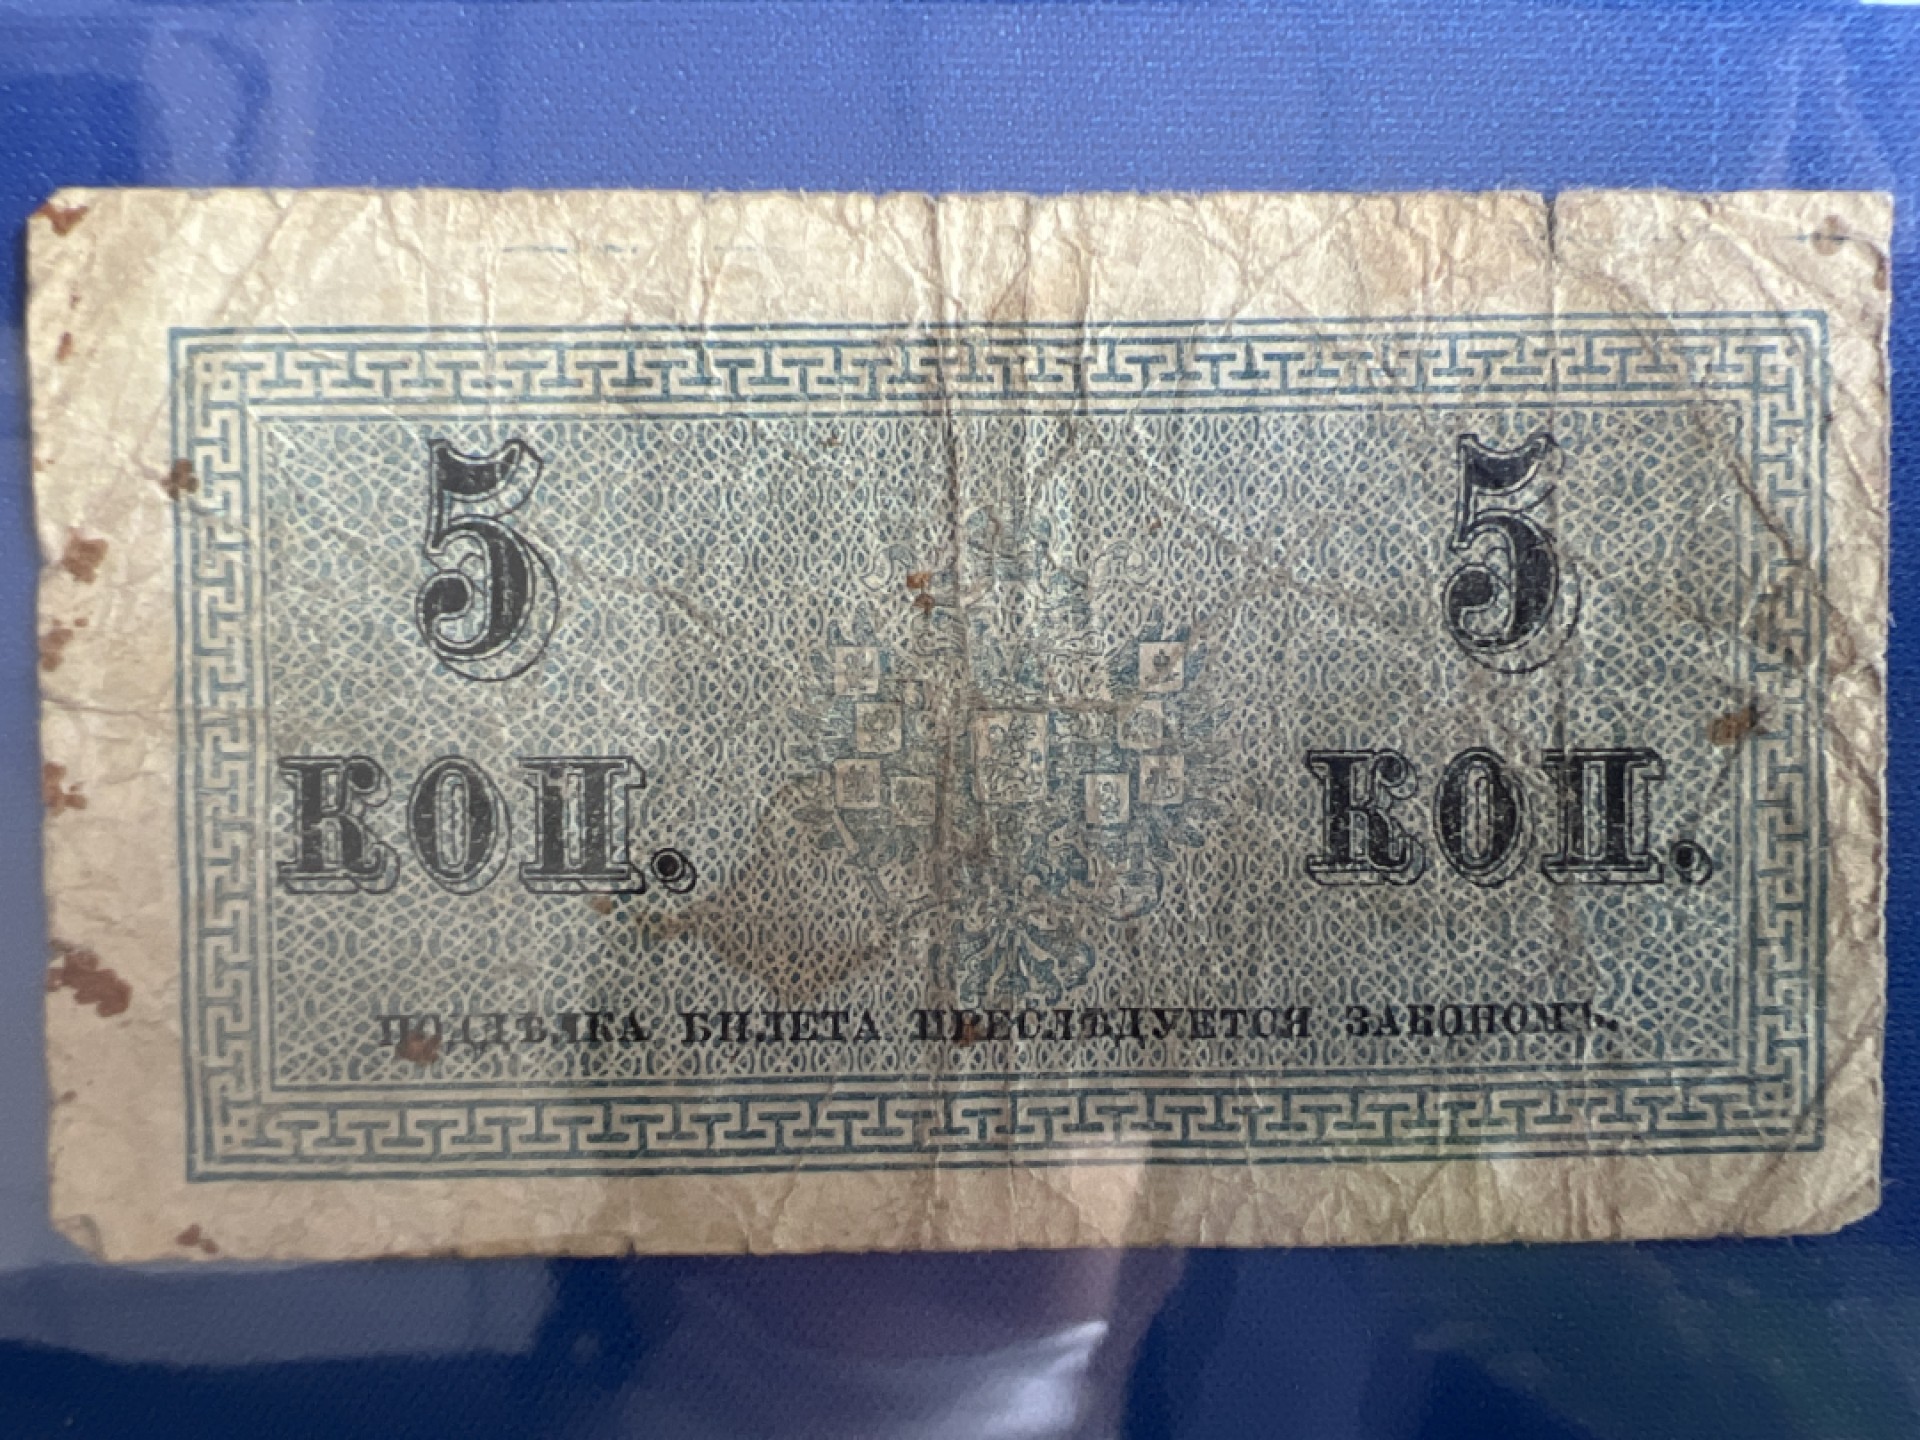 5 5
КОП. КОП.
ПОДДѢЛКА БИЛЕТА ПРЕСЛѢДУЕТСЯ ЗАКОНОМЪ.